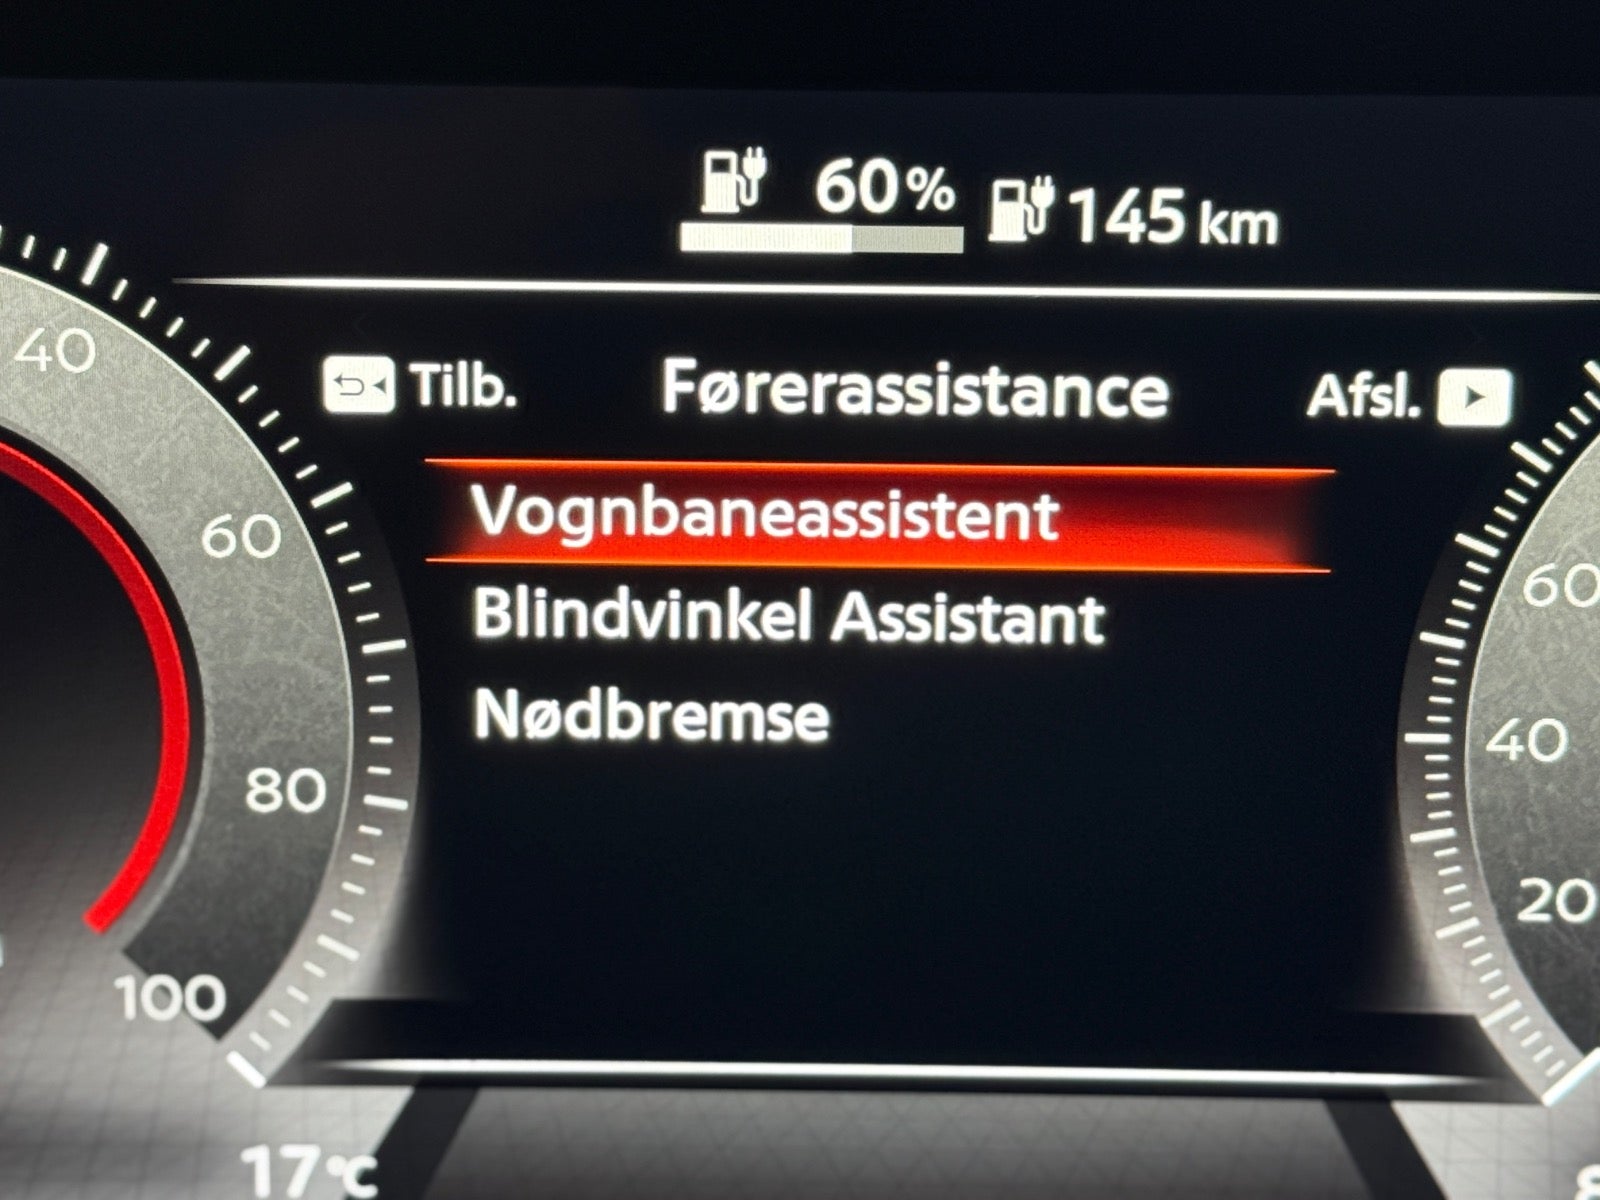 60%
145 km
Tilb.
Førerassistance
Afsl.
Vognbaneassistent
Blindvinkel Assistant
Nødbremse
40
60
80
100
60
40
20
17°C